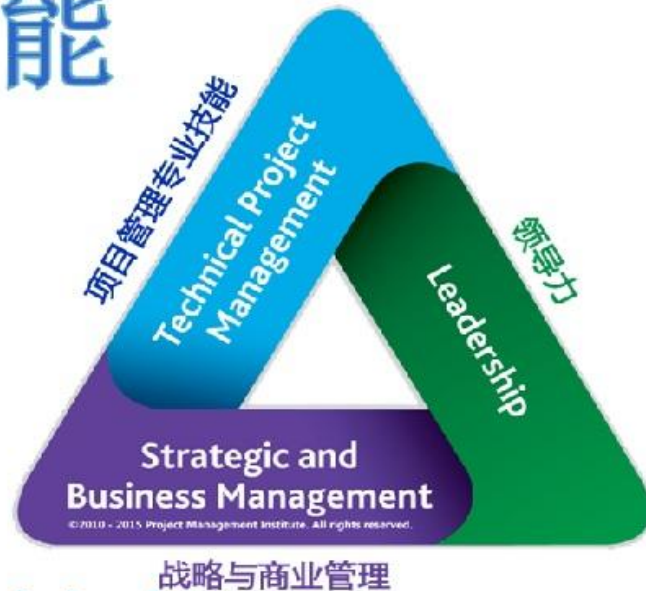 能
项目管理专业技能
Technical Project
Management
领导力
Leadership
Strategic and
Business Management
©2010 - 2015 Project Management Institute. All rights reserved.
战略与商业管理